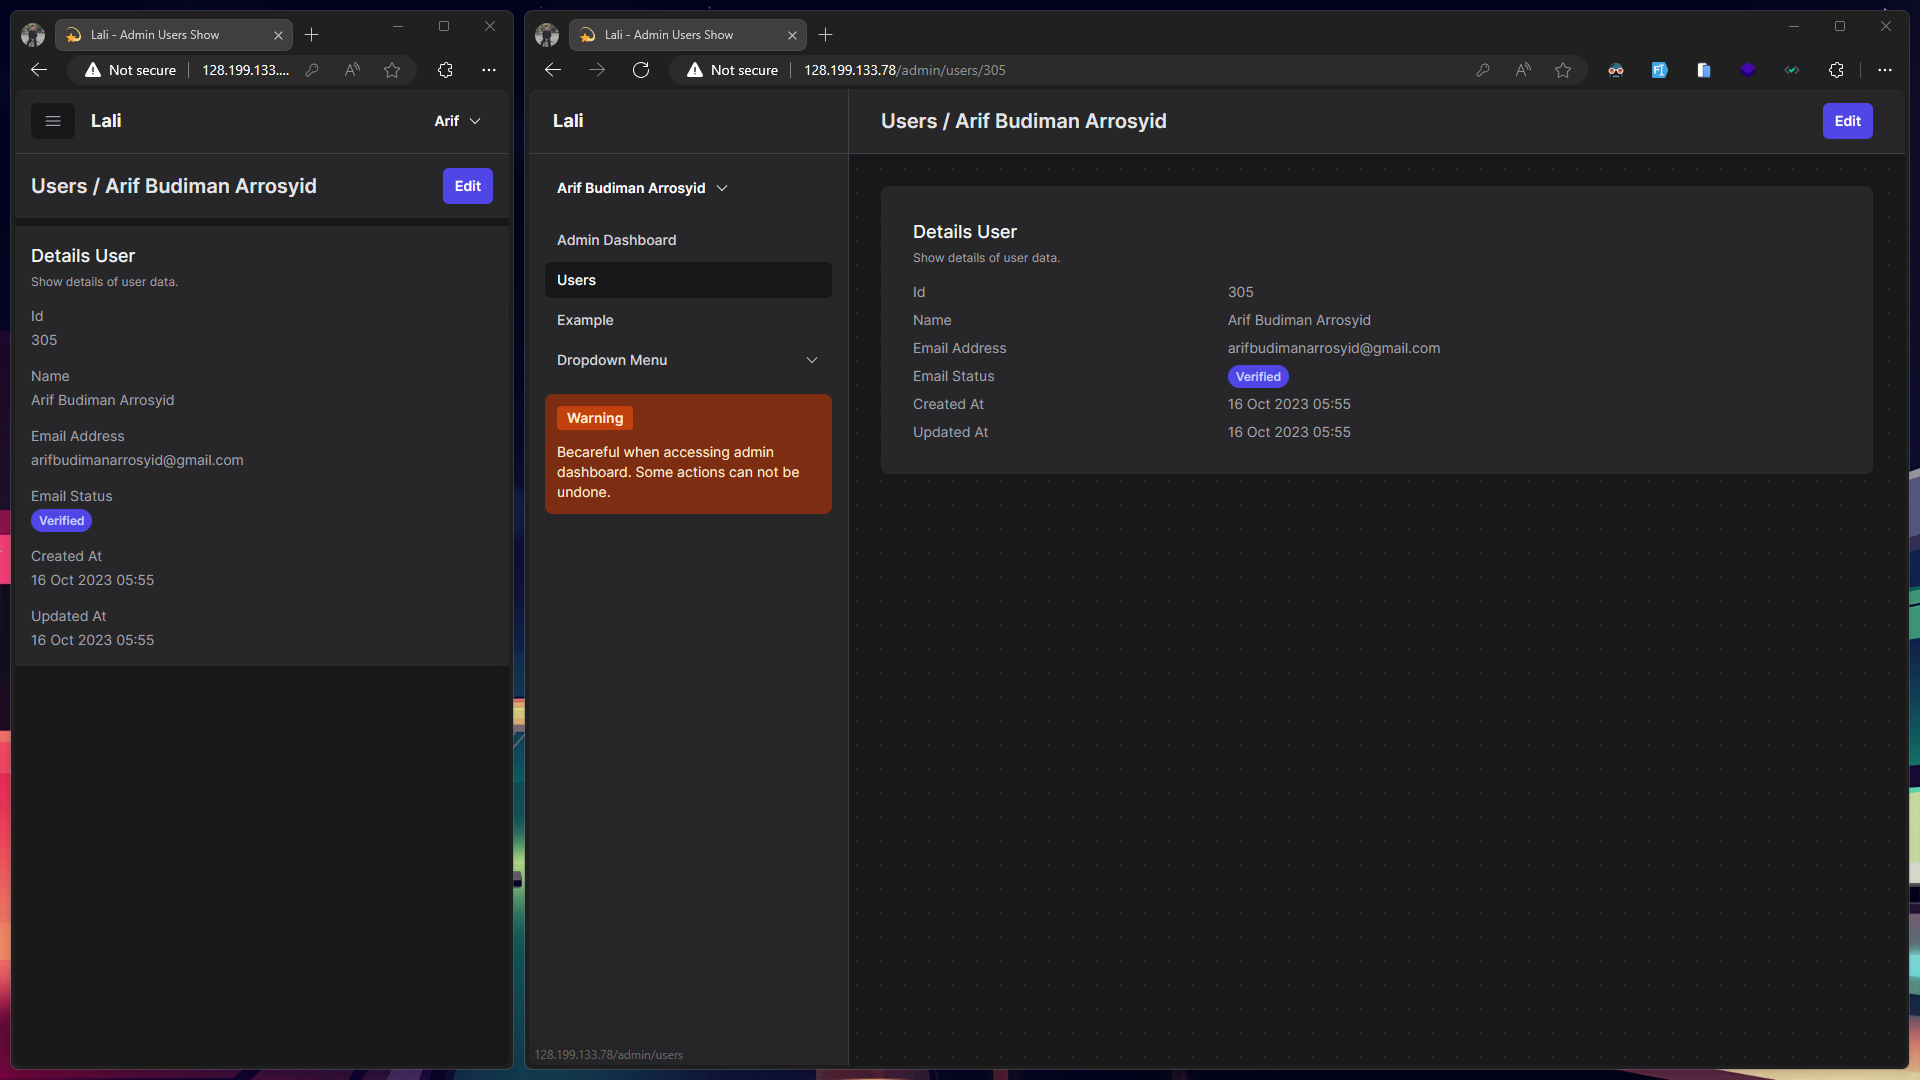 Lali - Admin Users Show
Not secure
128.199.133....
Lali
Arif
Users / Arif Budiman Arrosyid
Edit
Details User
Show details of user data.
Id
305
Name
Arif Budiman Arrosyid
Email Address
arifbudimanarrosyid@gmail.com
Email Status
Verified
Created At
16 Oct 2023 05:55
Updated At
16 Oct 2023 05:55
Lali - Admin Users Show
Not secure
128.199.133.78/admin/users/305
Lali
Arif Budiman Arrosyid
Admin Dashboard
Users
Example
Dropdown Menu
Warning
Becareful when accessing admin
dashboard. Some actions can not be
undone.
128.199.133.78/admin/users
Users / Arif Budiman Arrosyid
Edit
Details User
Show details of user data.
Id 305
Name Arif Budiman Arrosyid
Email Address arifbudimanarrosyid@gmail.com
Email Status Verified
Created At 16 Oct 2023 05:55
Updated At 16 Oct 2023 05:55